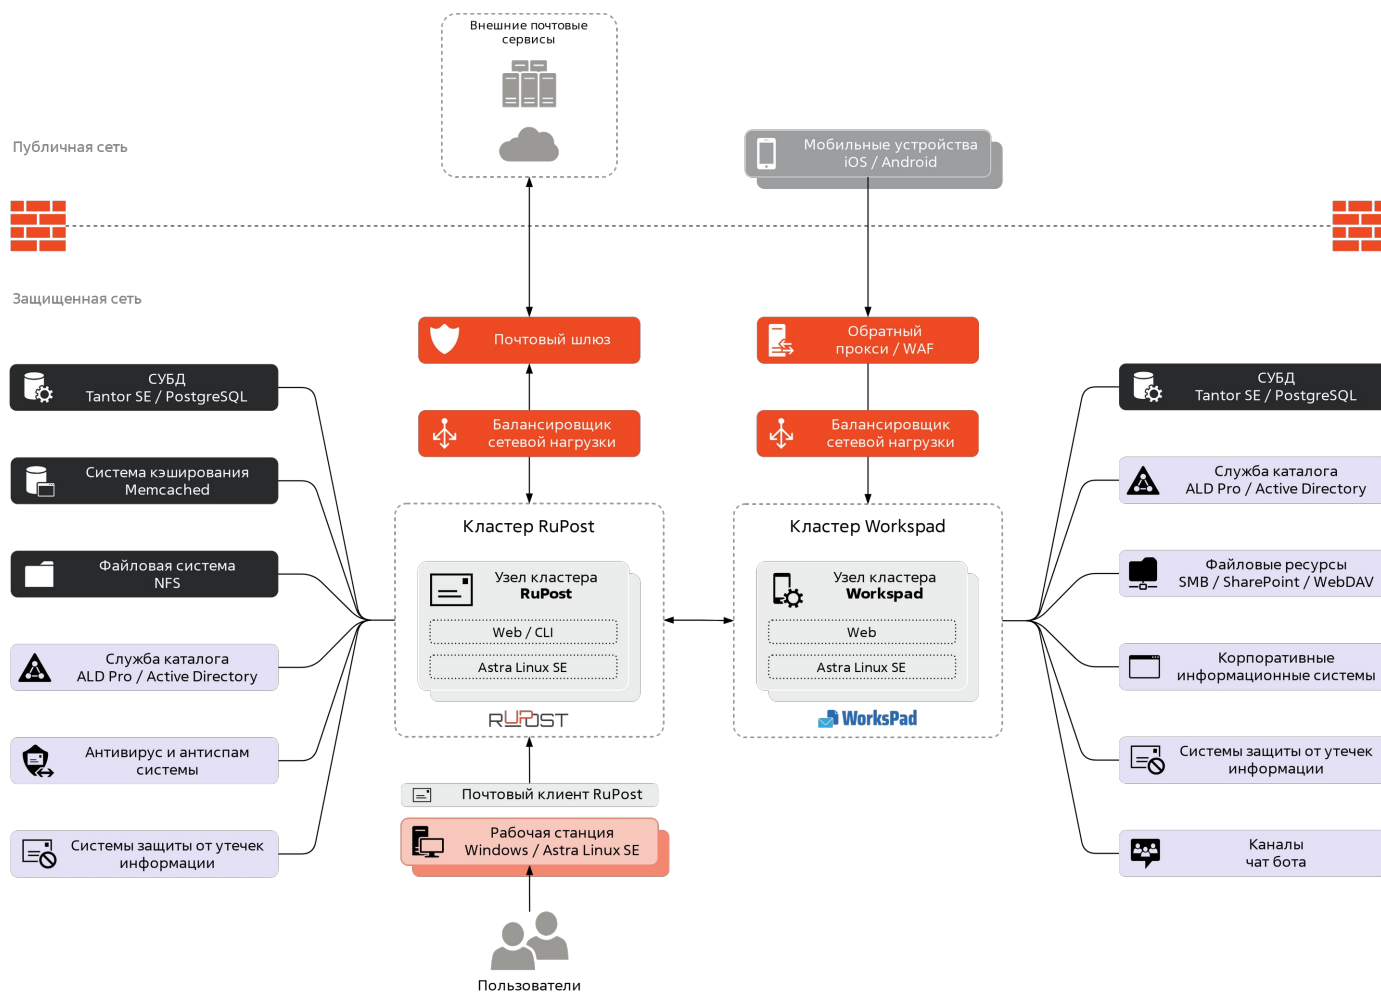 Внешние почтовые
сервисы
Публичная сеть
Мобильные устройства
iOS / Android
Защищенная сеть
Почтовый шлюз
Обратный
прокси / WAF
Балансировщик
сетевой нагрузки
Балансировщик
сетевой нагрузки
СУБД
Tantor SE / PostgreSQL
Система кэширования
Memcached
Файловая система
NFS
Служба каталога
ALD Pro / Active Directory
Антивирус и антиспам
системы
Системы защиты от утечек
информации
Кластер RuPost
Узел кластера
RuPost
Web / CLI
Astra Linux SE
RUPOST
Кластер Workspad
Узел кластера
Workspad
Web
Astra Linux SE
WorksPad
СУБД
Tantor SE / PostgreSQL
Служба каталога
ALD Pro / Active Directory
Файловые ресурсы
SMB / SharePoint / WebDAV
Корпоративные
информационные системы
Системы защиты от утечек
информации
Каналы
чат бота
Почтовый клиент RuPost
Рабочая станция
Windows / Astra Linux SE
Пользователи